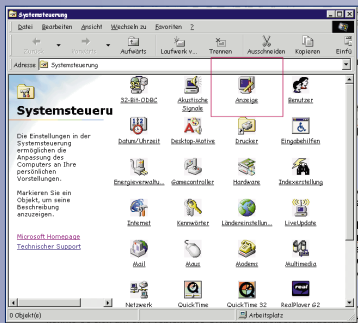 Systemsteuerung
Datei Bearbeiten Ansicht Wechseln zu Favoriten ?
Zurück Vorwärts Aufwärts Laufwerk v... Trennen Ausschneiden Kopieren Einfü
Adresse Systemsteuerung
Systemsteueru
Die Einstellungen in der
Systemsteuerung
ermöglichen die
Anpassung des
Computers an Ihre
persönlichen
Vorstellungen.
Markieren Sie ein
Objekt, um seine
Beschreibung
anzuzeigen.
Microsoft Homepage
Technischer Support
32-Bit-ODBC Akustische Signale Anzeige Benutzer
Datum/Uhrzeit Desktop-Motive Drucker Eingabehilfen
Energieverwaltu... Gamecontroller Hardware Indexerstellung
Internet Kennwörter Ländereinstellun... LiveUpdate
Mail Maus Modems Multimedia
Netzwerk QuickTime QuickTime 32 RealPlayer G2
0 Objekt(e) Arbeitsplatz